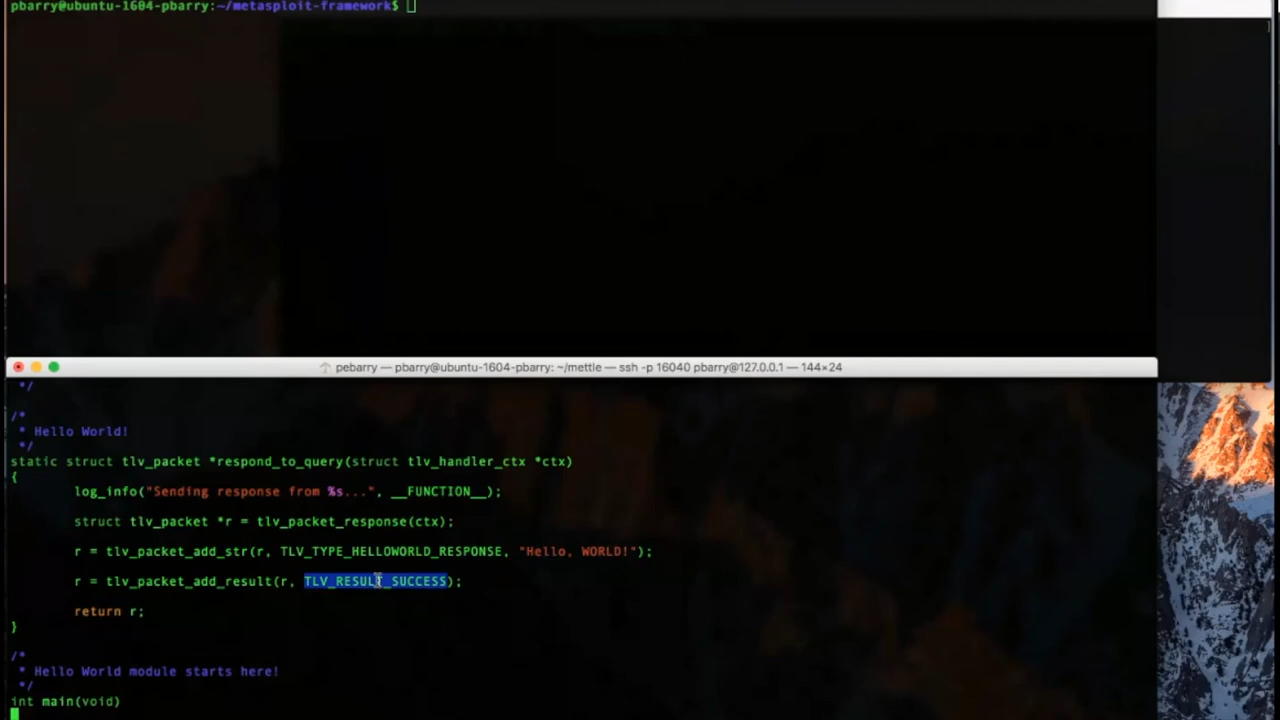 pbarry@ubuntu-1604-pbarry:~/metasploit-framework$
pebarry — pbarry@ubuntu-1604-pbarry: ~/mettle — ssh -p 16040 pbarry@127.0.0.1 — 144×24
*/
/*
* Hello World!
*/
static struct tlv_packet *respond_to_query(struct tlv_handler_ctx *ctx)
{
log_info("Sending response from %s...", __FUNCTION__);
struct tlv_packet *r = tlv_packet_response(ctx);
r = tlv_packet_add_str(r, TLV_TYPE_HELLOWORLD_RESPONSE, "Hello, WORLD!");
r = tlv_packet_add_result(r, TLV_RESULT_SUCCESS);
return r;
}
/*
* Hello World module starts here!
*/
int main(void)